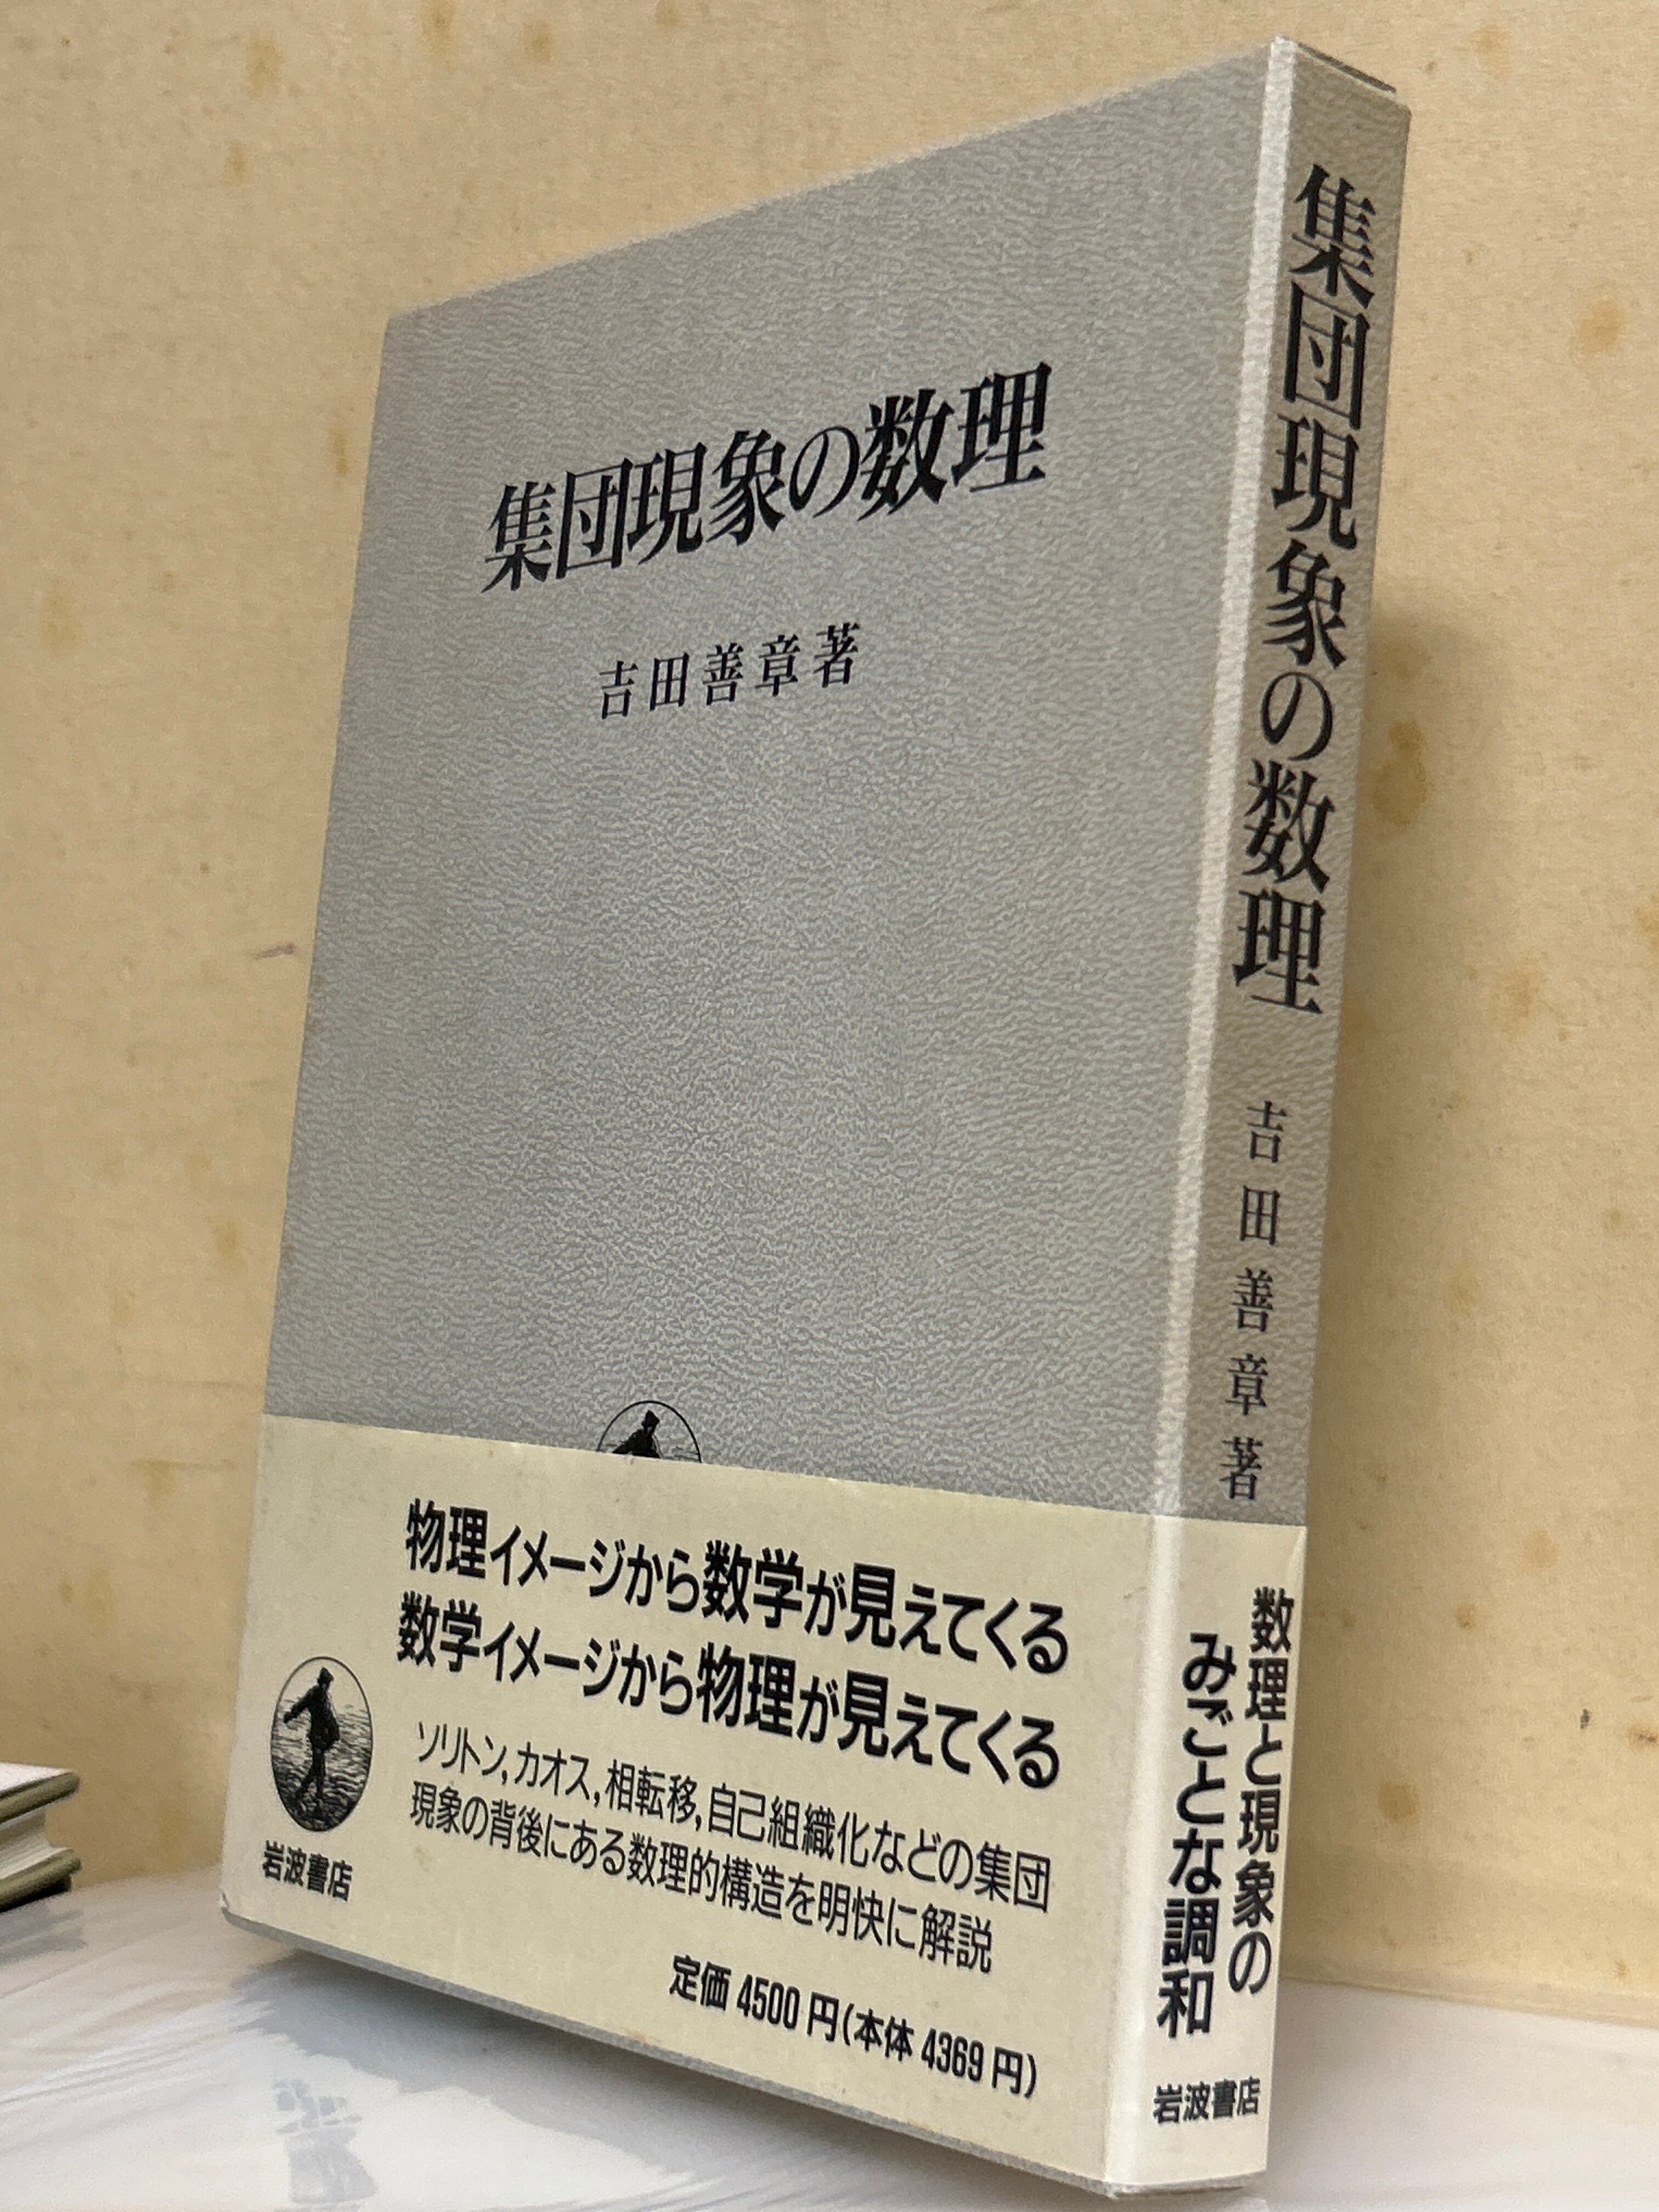 集団現象の数理
吉田善章著
物理イメージから数学が見えてくる
数学イメージから物理が見えてくる
ソリトン,カオス,相転移,自己組織化などの集団
現象の背後にある数理的構造を明快に解説
定価 4500 円(本体 4369 円)
岩波書店
集団現象の数理
吉田善章著
数理と現象の
みごとな調和
岩波書店